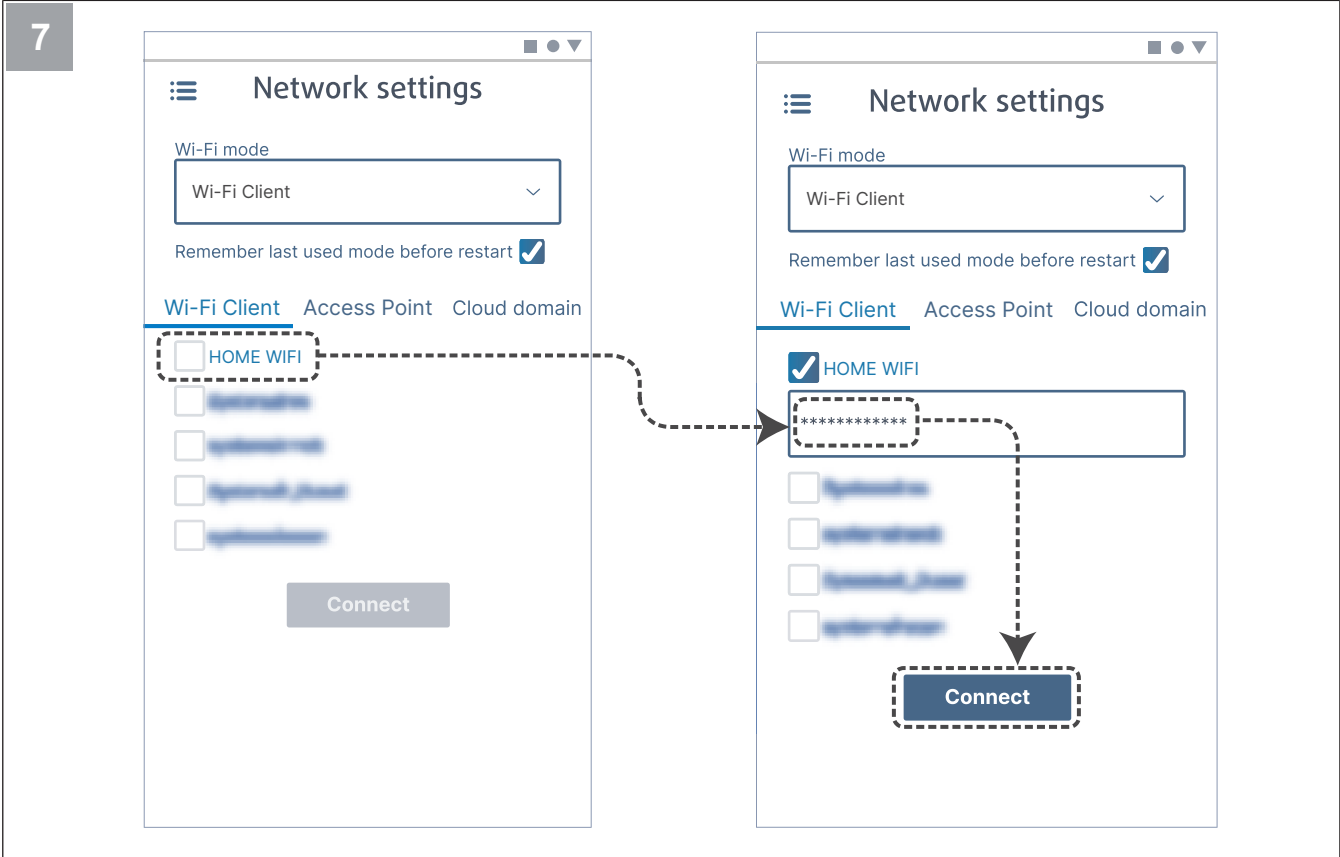 7
Network settings
Wi-Fi mode
Wi-Fi Client
Remember last used mode before restart
Wi-Fi Client Access Point Cloud domain
HOME WIFI
Connect
Network settings
Wi-Fi mode
Wi-Fi Client
Remember last used mode before restart
Wi-Fi Client Access Point Cloud domain
HOME WIFI
************
Connect